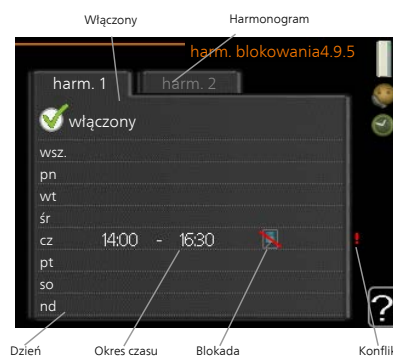 Włączony Harmonogram
harm. blokowania4.9.5
harm. 1 harm. 2
włączony
wsz.
pn
wt
śr
cz 14:00 - 16:30
pt
so
nd
?
Dzień Okres czasu Blokada Konflik